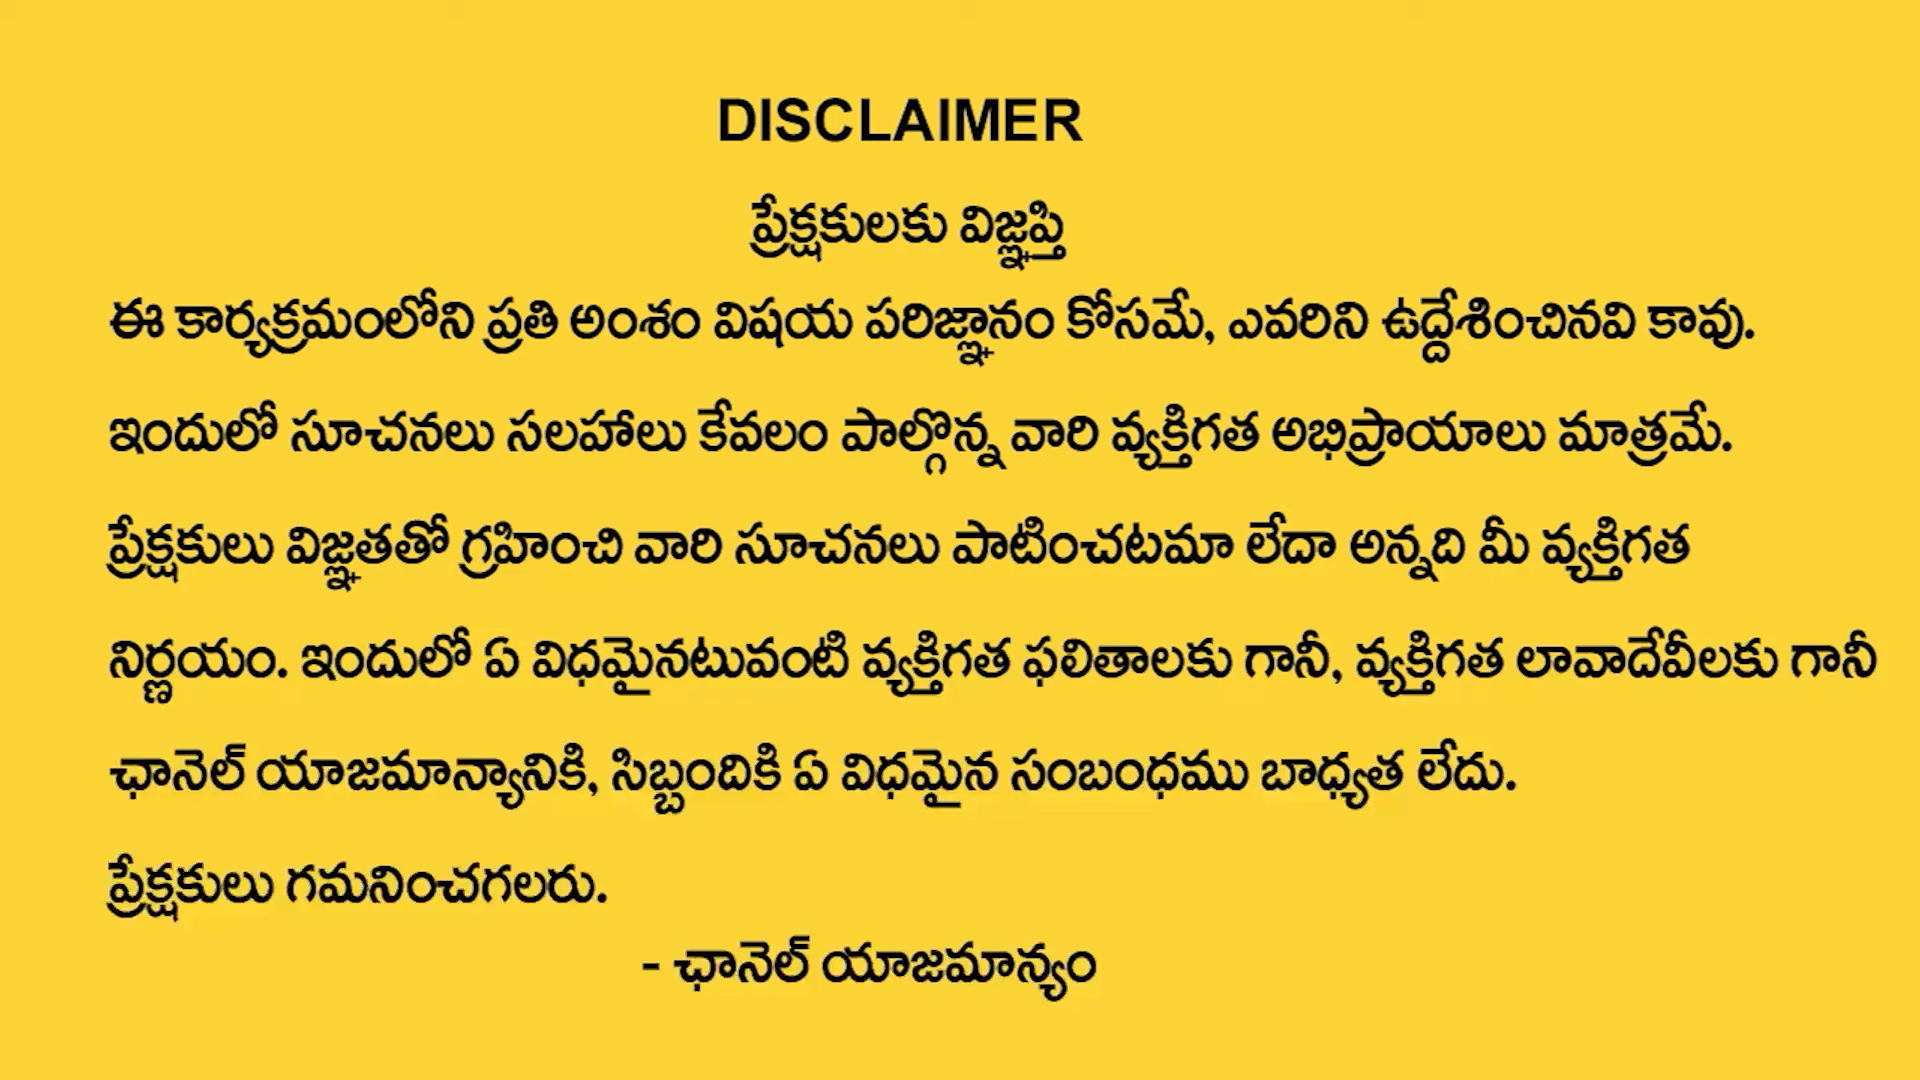 DISCLAIMER
ప్రేక్షకులకు విజ్ఞప్తి
ఈ కార్యక్రమంలోని ప్రతి అంశం విషయ పరిజ్ఞానం కోసమే, ఎవరిని ఉద్దేశించినవి కావు.
ఇందులో సూచనలు సలహాలు కేవలం పాల్గొన్న వారి వ్యక్తిగత అభిప్రాయాలు మాత్రమే.
ప్రేక్షకులు విజ్ఞతతో గ్రహించి వారి సూచనలు పాటించటమా లేదా అన్నది మీ వ్యక్తిగత
నిర్ణయం. ఇందులో ఏ విధమైనటువంటి వ్యక్తిగత ఫలితాలకు గానీ, వ్యక్తిగత లావాదేవీలకు గానీ
ఛానెల్ యాజమాన్యానికి, సిబ్బందికి ఏ విధమైన సంబంధము బాధ్యత లేదు.
ప్రేక్షకులు గమనించగలరు.
- ఛానెల్ యాజమాన్యం